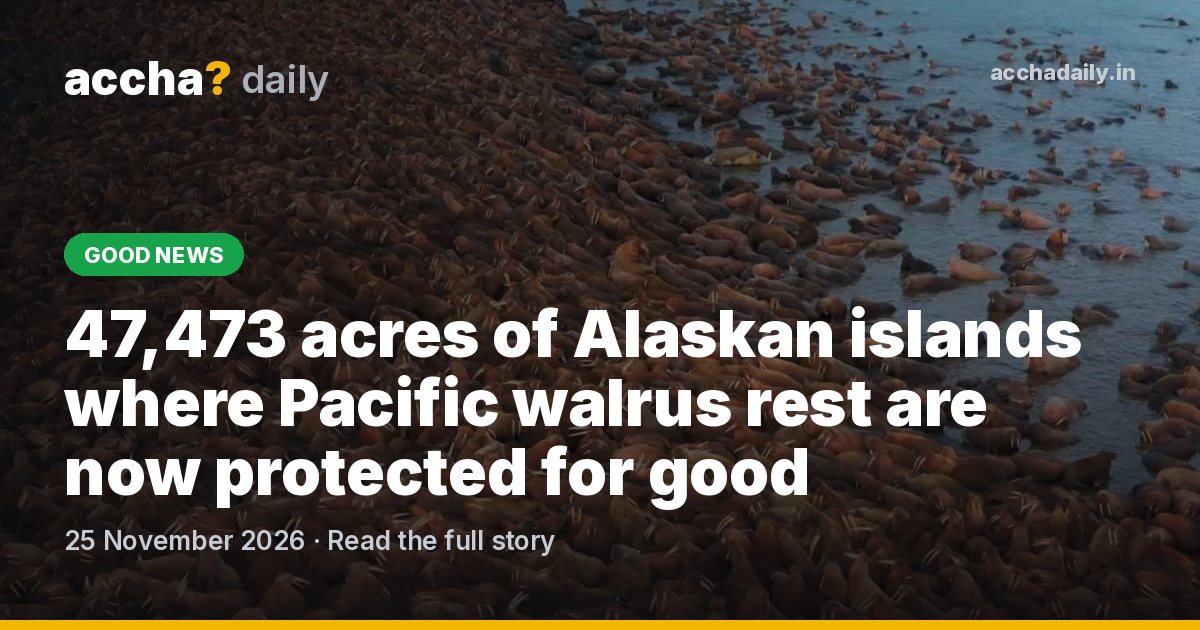 accha? daily
acchadaily.in
GOOD NEWS
47,473 acres of Alaskan islands
where Pacific walrus rest are
now protected for good
25 November 2026 · Read the full story